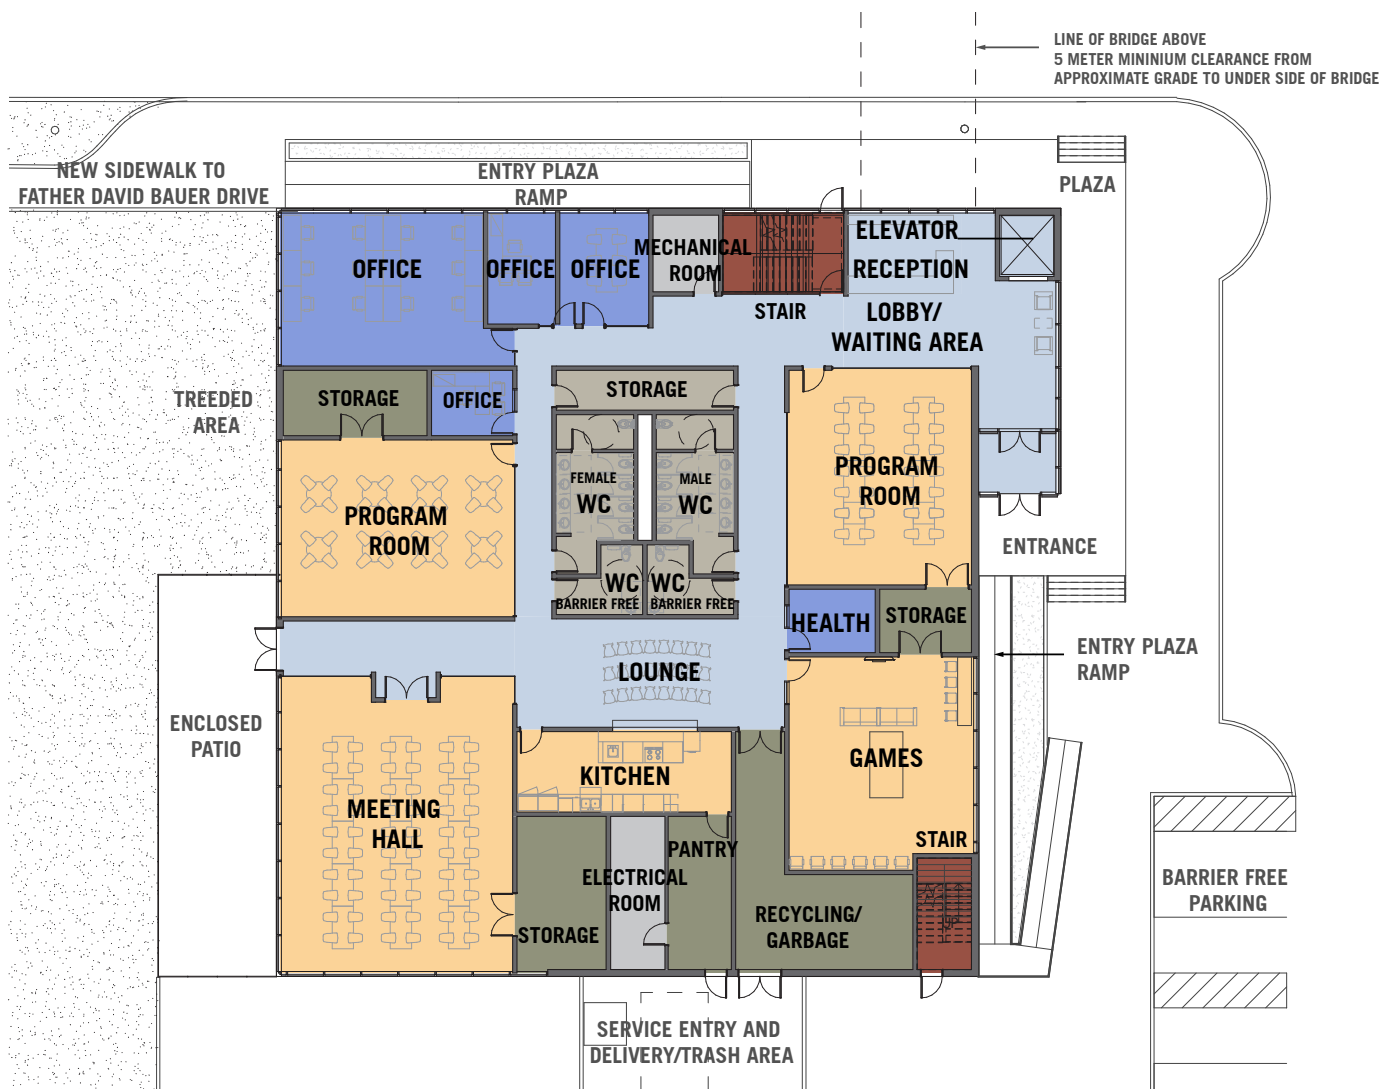 LINE OF BRIDGE ABOVE
5 METER MININIUM CLEARANCE FROM
APPROXIMATE GRADE TO UNDER SIDE OF BRIDGE
NEW SIDEWALK TO
FATHER DAVID BAUER DRIVE
ENTRY PLAZA
RAMP
PLAZA
ELEVATOR
MECHANICAL
ROOM
OFFICE
OFFICE
OFFICE
RECEPTION
STAIR
LOBBY/
WAITING AREA
TREEDED
AREA
STORAGE
OFFICE
STORAGE
FEMALE
WC
MALE
WC
PROGRAM
ROOM
PROGRAM
ROOM
ENTRANCE
WC
BARRIER FREE
WC
BARRIER FREE
HEALTH
STORAGE
ENTRY PLAZA
RAMP
LOUNGE
ENCLOSED
PATIO
GAMES
KITCHEN
MEETING
HALL
STAIR
PANTRY
ELECTRICAL
ROOM
STORAGE
RECYCLING/
GARBAGE
BARRIER FREE
PARKING
SERVICE ENTRY AND
DELIVERY/TRASH AREA